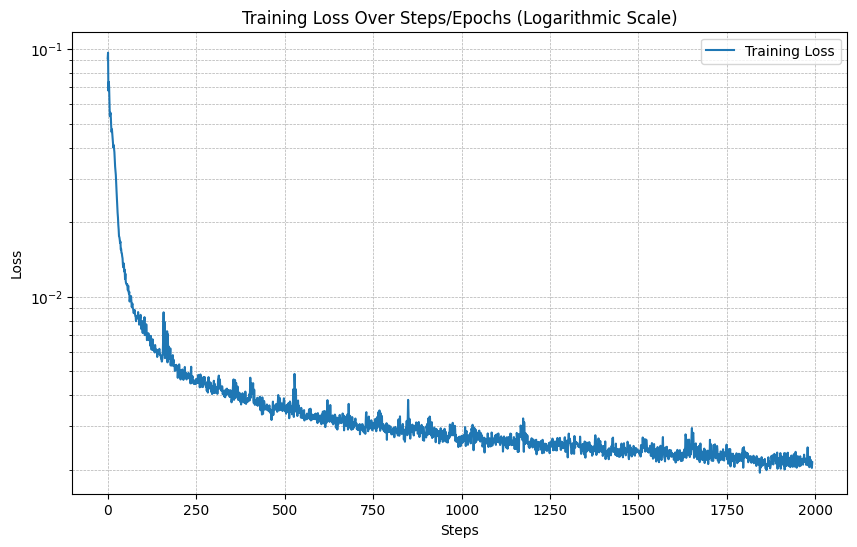 Training Loss Over Steps/Epochs (Logarithmic Scale)
Training Loss
10⁻¹
10⁻²
Loss
0 250 500 750 1000 1250 1500 1750 2000
Steps